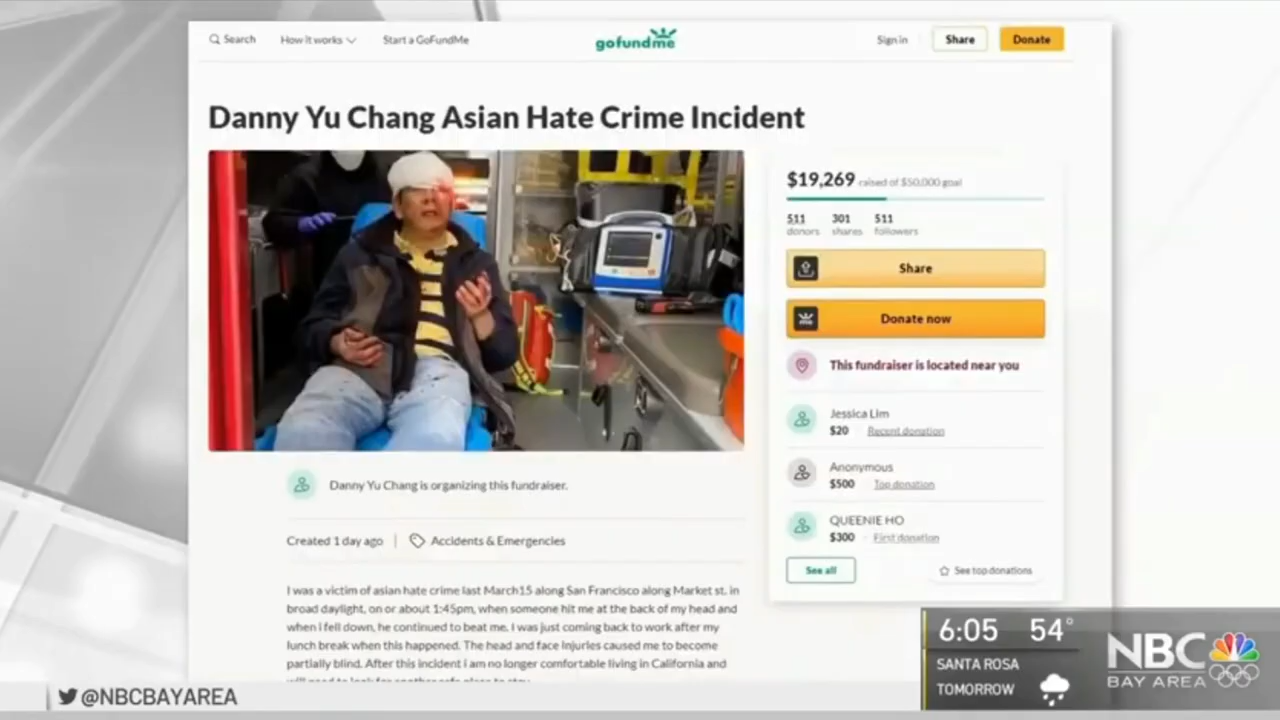 Search
How it works
Start a GoFundMe
gofundme
Sign in
Share
Donate
Danny Yu Chang Asian Hate Crime Incident
$19,269 raised of $50,000 goal
511 301 511
donors shares followers
Share
Donate now
This fundraiser is located near you
Jessica Lim
$20 Recent donation
Anonymous
$500 Top donation
QUEENIE HO
$300 First donation
See all
See top donations
Danny Yu Chang is organizing this fundraiser.
Created 1 day ago | Accidents & Emergencies
I was a victim of asian hate crime last March15 along San Francisco along Market st. in
broad daylight, on or about 1:45pm, when someone hit me at the back of my head and
when i fell down, he continued to beat me. I was just coming back to work after my
lunch break when this happened. The head and face injuries caused me to become
partially blind. After this incident i am no longer comfortable living in California and
6:05 54°
SANTA ROSA
TOMORROW
NBC
BAY AREA
@NBCBAYAREA